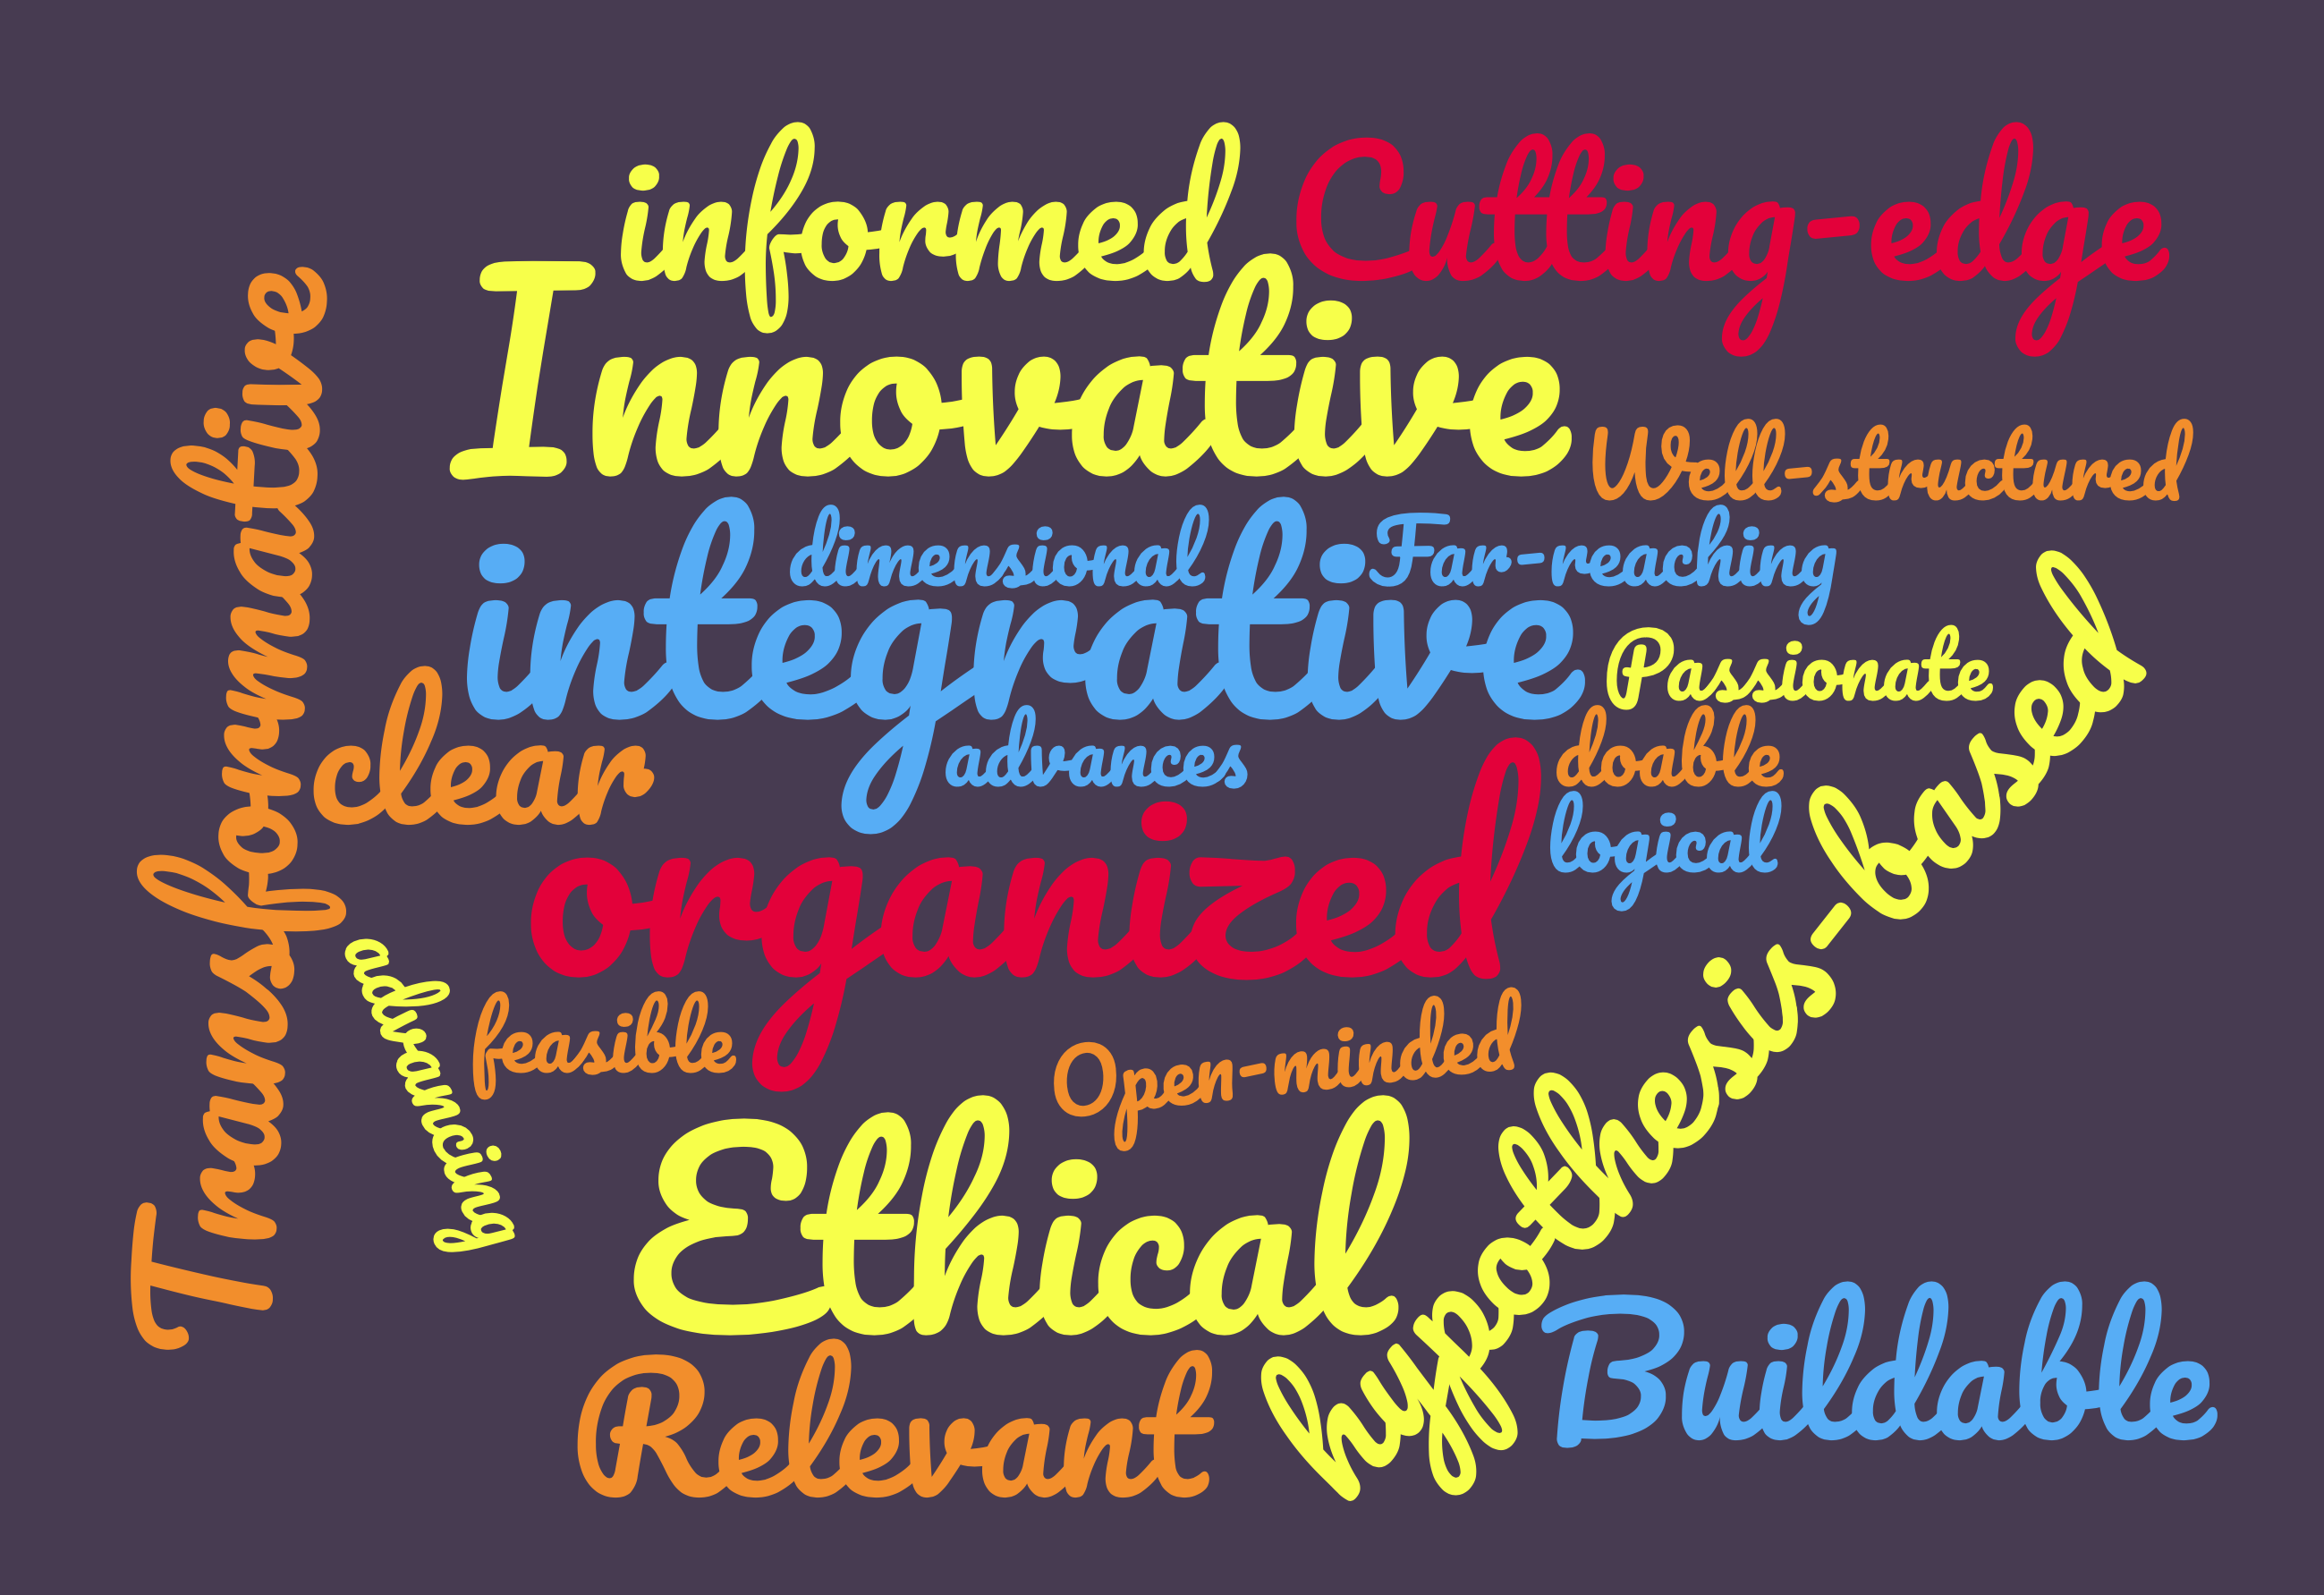 informed
Cutting-edge
Innovative
Transformative
Well-structured
dimensional
Far-reaching
integrative
Passionate
clear
advances
doable
organized
logical
Hypothesis-based
advancing
feasible
Open-minded
Ethical
Buildable
Relevant